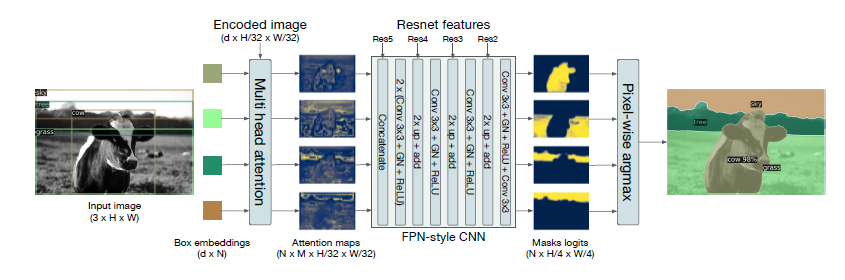 Encoded image
(d x H/32 x W/32)
Resnet features
Res5
Res4
Res3
Res2
sky
tree
cow
grass
Input image
(3 x H x W)
Box embeddings
(d x N)
Multi head attention
Attention maps
(N x M x H/32 x W/32)
Concatenate
2 x (Conv 3x3 + GN + ReLU)
2x up + add
Conv 3x3 + GN + ReLU
2x up + add
Conv 3x3 + GN + ReLU
2x up + add
Conv 3x3 + GN + ReLU + Conv 3x3
FPN-style CNN
Masks logits
(N x H/4 x W/4)
Pixel-wise argmax
sky
tree
cow 98%
grass